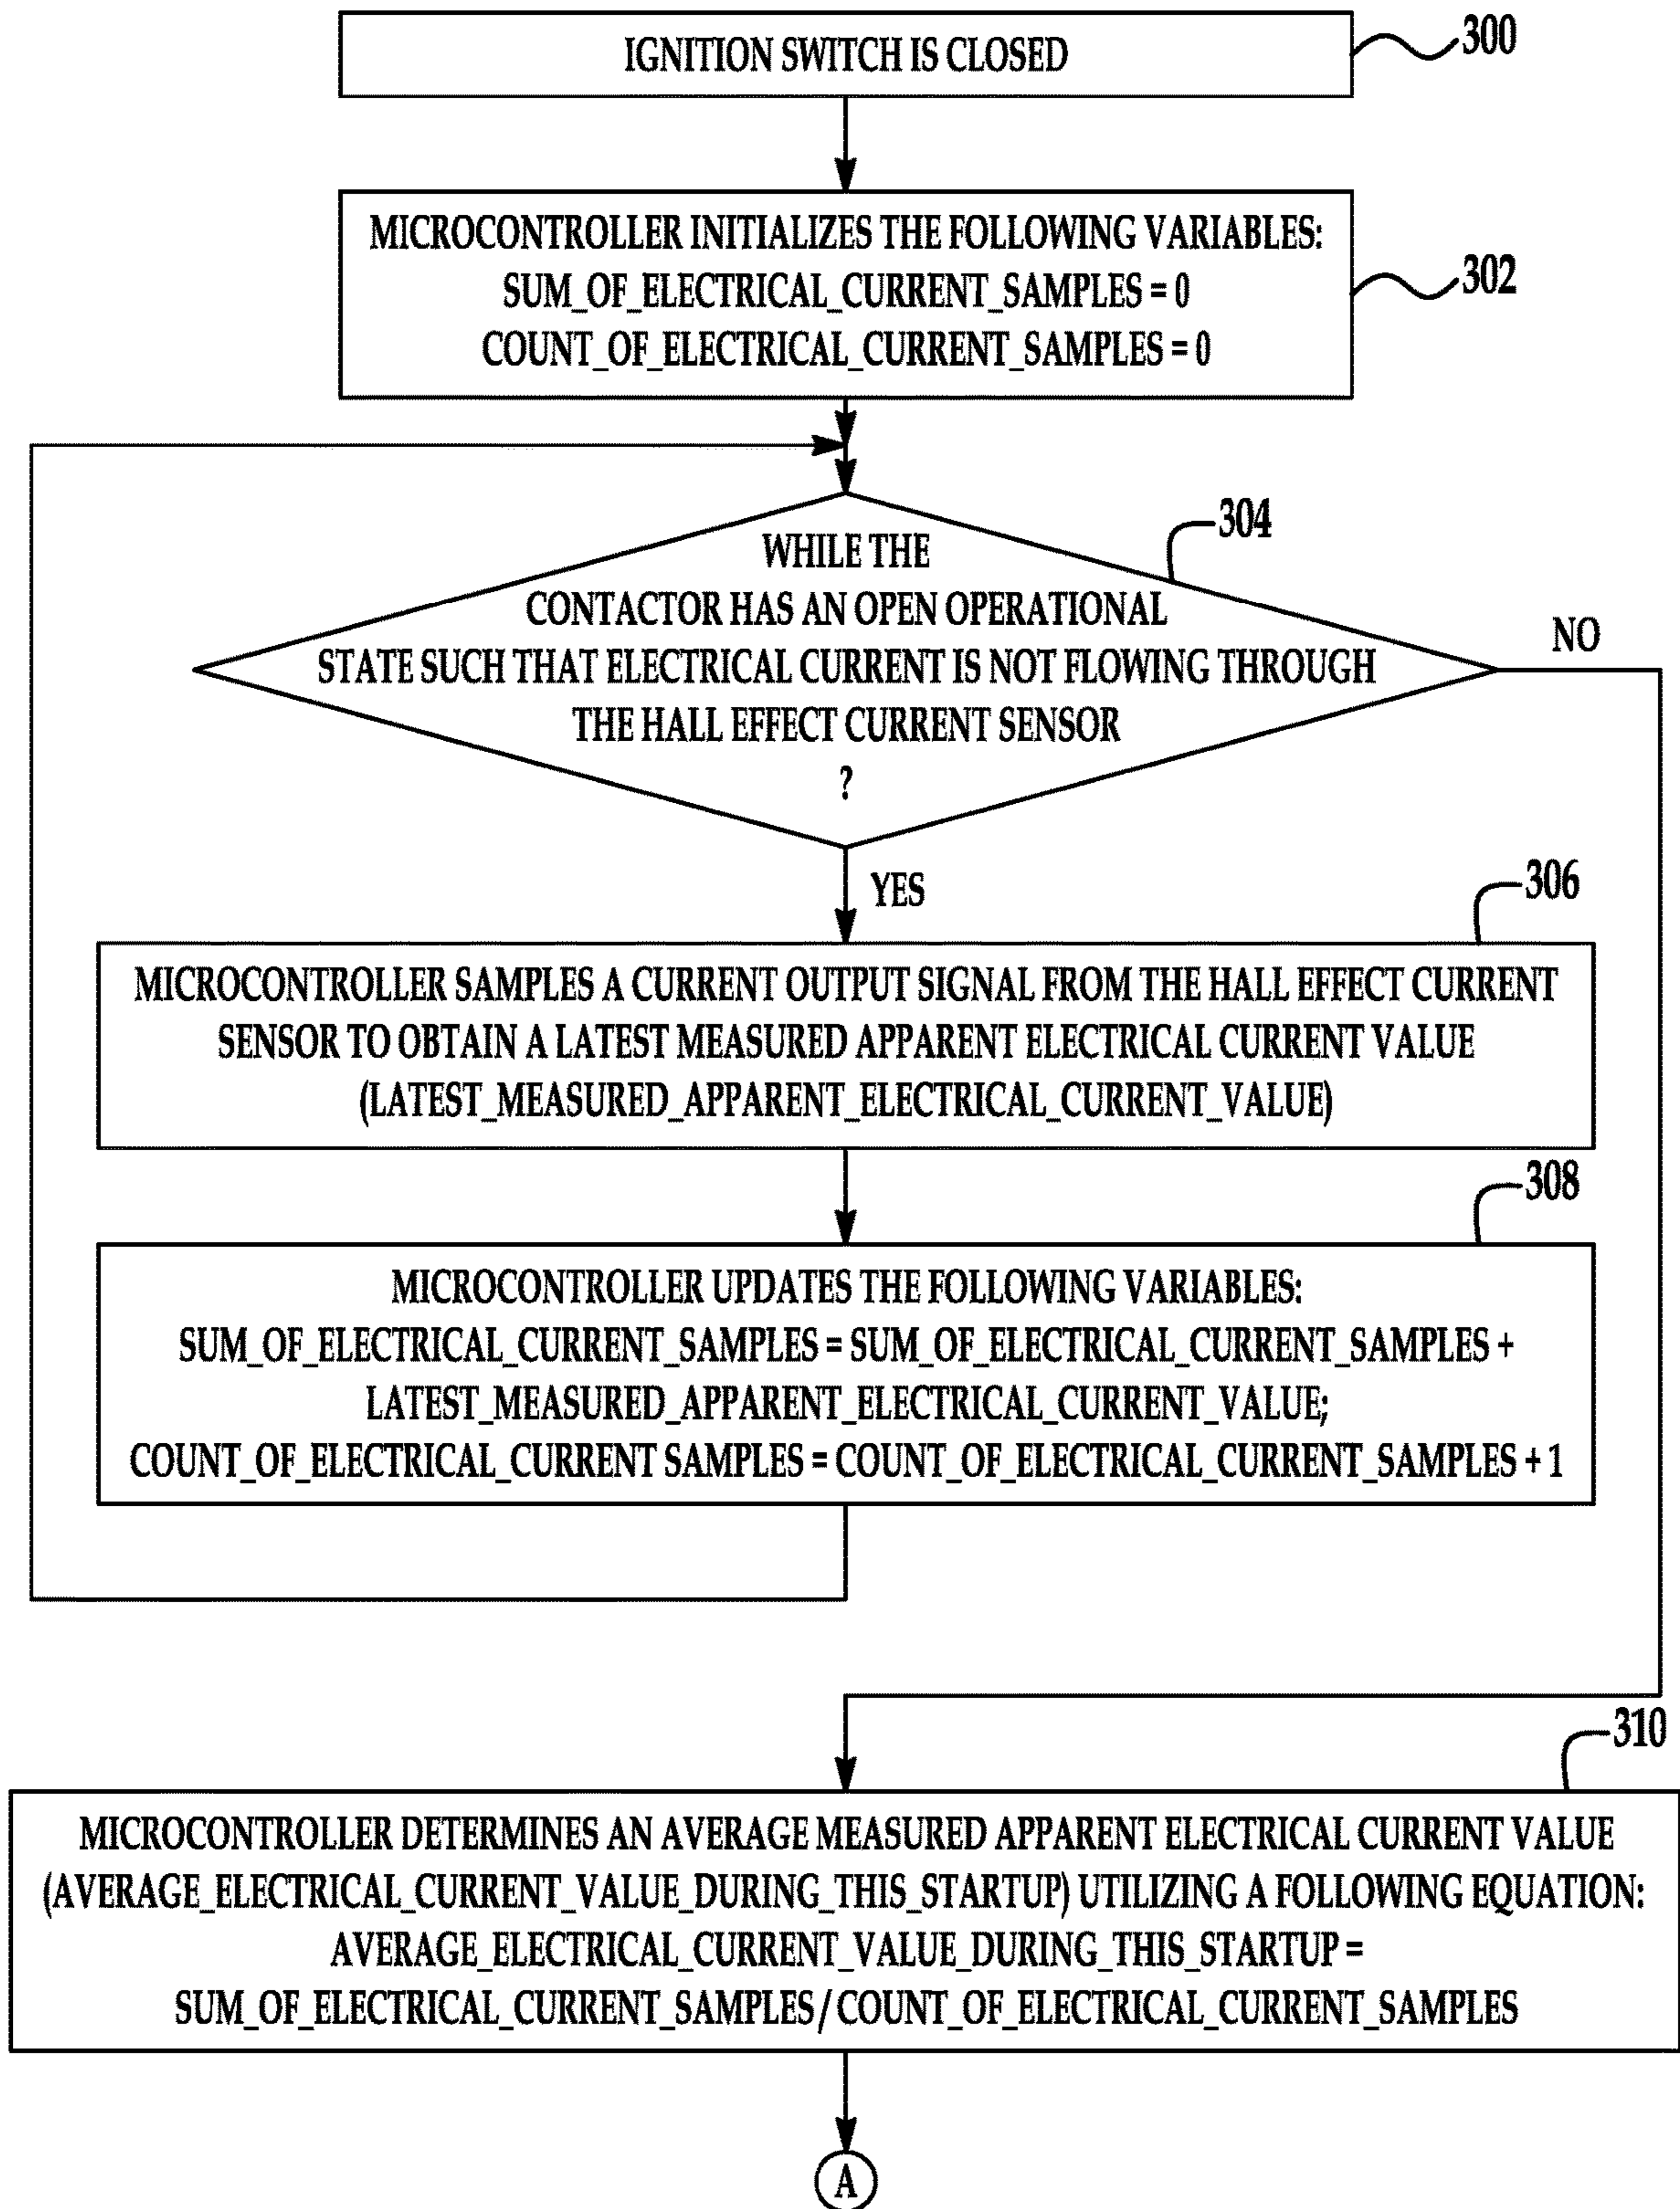 IGNITION SWITCH IS CLOSED
300
MICROCONTROLLER INITIALIZES THE FOLLOWING VARIABLES:
SUM_OF_ELECTRICAL_CURRENT_SAMPLES = 0
COUNT_OF_ELECTRICAL_CURRENT_SAMPLES = 0
302
304
WHILE THE
CONTACTOR HAS AN OPEN OPERATIONAL
STATE SUCH THAT ELECTRICAL CURRENT IS NOT FLOWING THROUGH
THE HALL EFFECT CURRENT SENSOR
?
NO
YES
306
MICROCONTROLLER SAMPLES A CURRENT OUTPUT SIGNAL FROM THE HALL EFFECT CURRENT
SENSOR TO OBTAIN A LATEST MEASURED APPARENT ELECTRICAL CURRENT VALUE
(LATEST_MEASURED_APPARENT_ELECTRICAL_CURRENT_VALUE)
308
MICROCONTROLLER UPDATES THE FOLLOWING VARIABLES:
SUM_OF_ELECTRICAL_CURRENT_SAMPLES = SUM_OF_ELECTRICAL_CURRENT_SAMPLES +
LATEST_MEASURED_APPARENT_ELECTRICAL_CURRENT_VALUE;
COUNT_OF_ELECTRICAL_CURRENT SAMPLES = COUNT_OF_ELECTRICAL_CURRENT_SAMPLES + 1
310
MICROCONTROLLER DETERMINES AN AVERAGE MEASURED APPARENT ELECTRICAL CURRENT VALUE
(AVERAGE_ELECTRICAL_CURRENT_VALUE_DURING_THIS_STARTUP) UTILIZING A FOLLOWING EQUATION:
AVERAGE_ELECTRICAL_CURRENT_VALUE_DURING_THIS_STARTUP =
SUM_OF_ELECTRICAL_CURRENT_SAMPLES / COUNT_OF_ELECTRICAL_CURRENT_SAMPLES
A